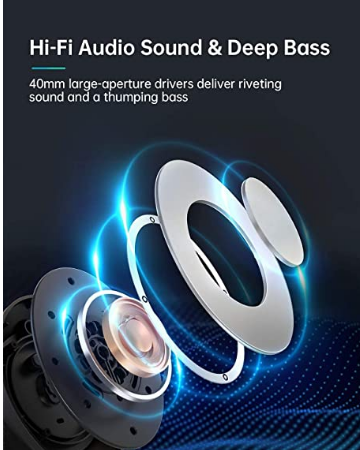 Hi-Fi Audio Sound & Deep Bass
40mm large-aperture drivers deliver riveting
sound and a thumping bass